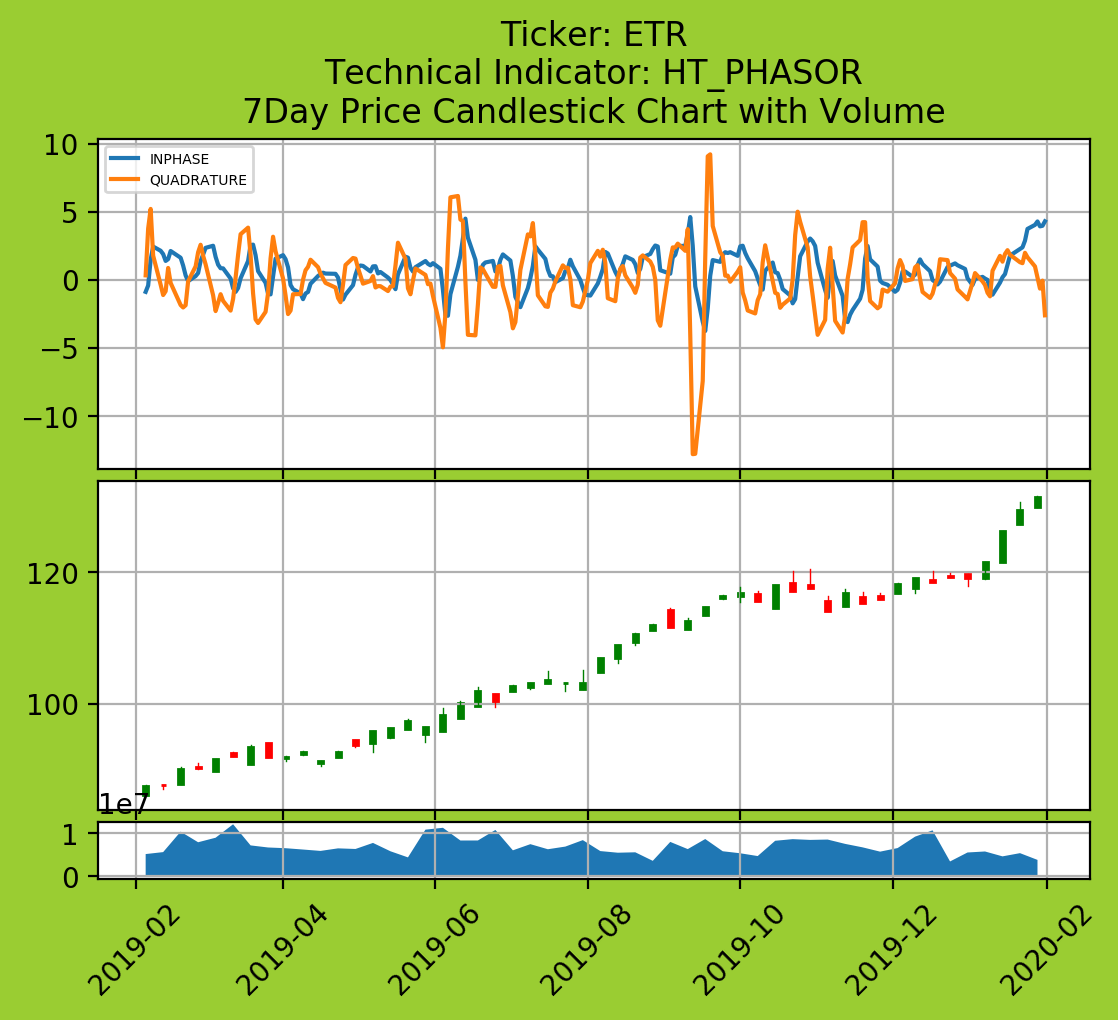 Ticker: ETR
Technical Indicator: HT_PHASOR
7Day Price Candlestick Chart with Volume
INPHASE
QUADRATURE
10
5
0
−5
−10
120
100
1e7
1
0
2019-02
2019-04
2019-06
2019-08
2019-10
2019-12
2020-02